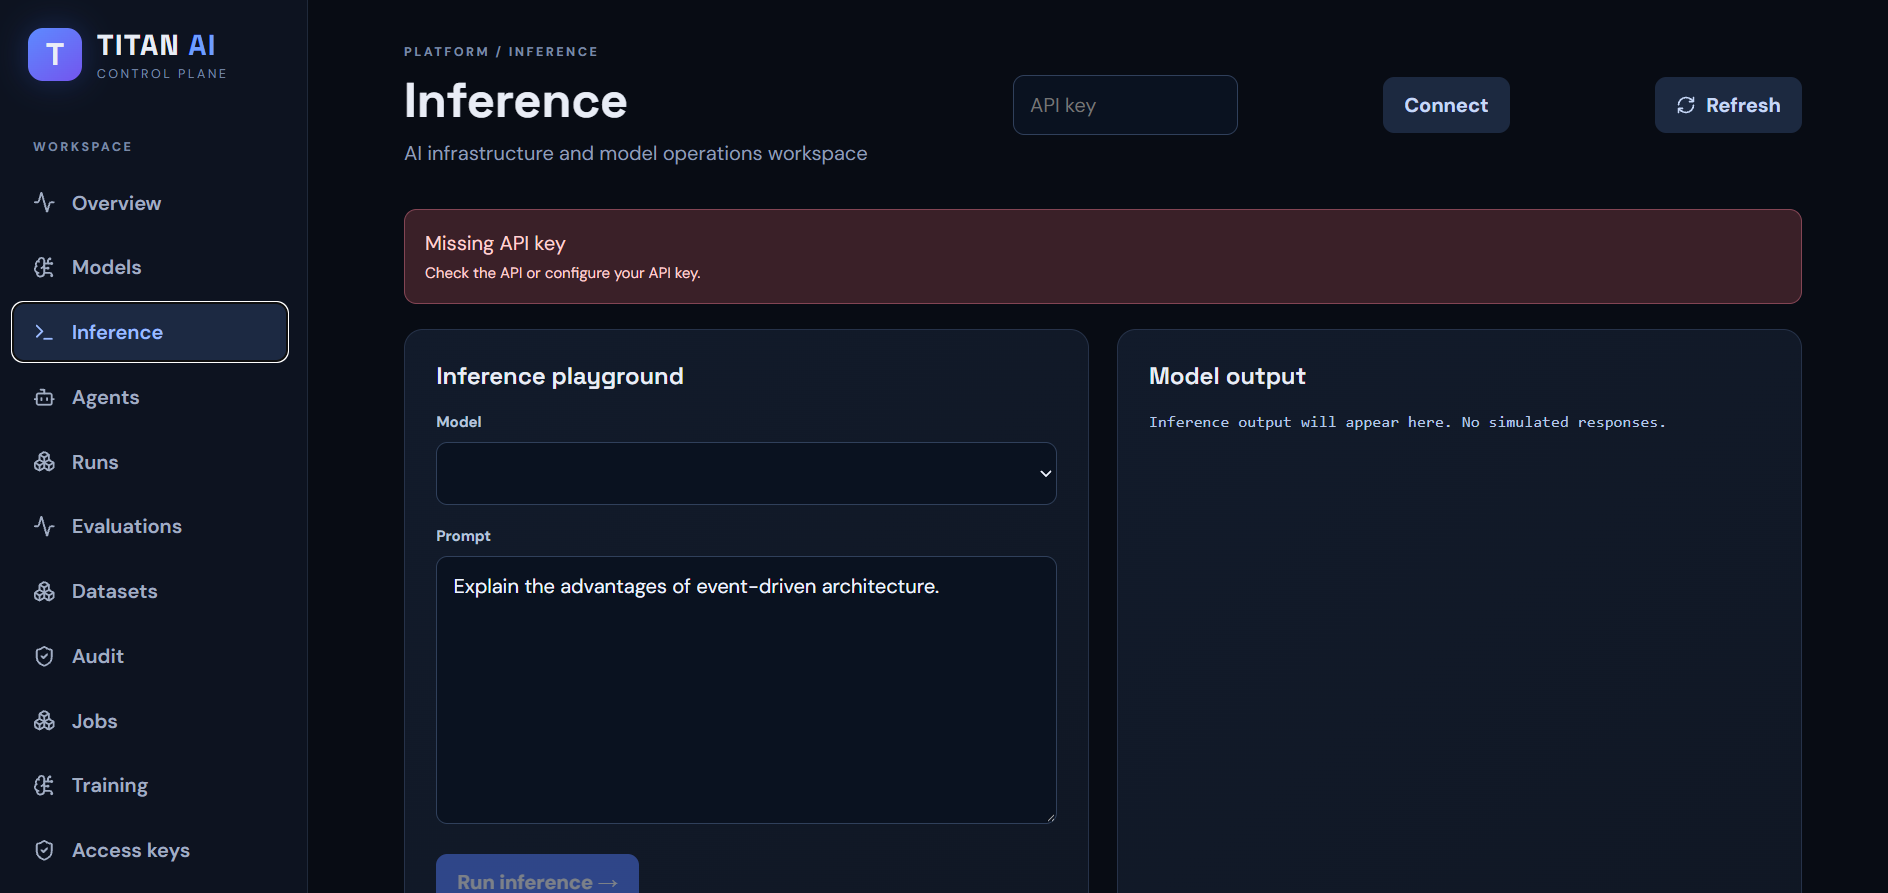 T
TITAN AI
CONTROL PLANE
WORKSPACE
Overview
Models
Inference
Agents
Runs
Evaluations
Datasets
Audit
Jobs
Training
Access keys
PLATFORM / INFERENCE
Inference
AI infrastructure and model operations workspace
API key
Connect
Refresh
Missing API key
Check the API or configure your API key.
Inference playground
Model
Prompt
Explain the advantages of event-driven architecture.
Run inference →
Model output
Inference output will appear here. No simulated responses.